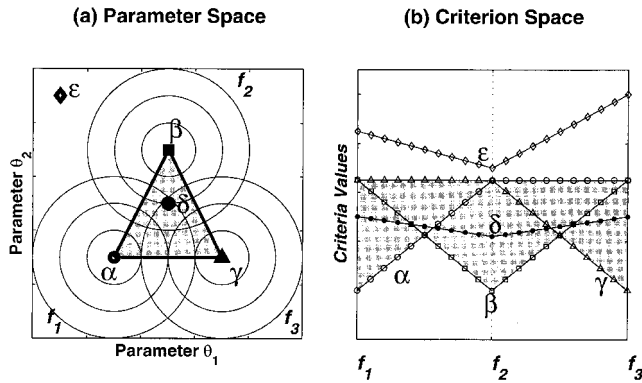 (a) Parameter Space
(b) Criterion Space
f2
ε
β
Parameter θ2
δ
α
γ
f1
f3
Parameter θ1
Criteria Values
ε
δ
α
β
γ
f1
f2
f3